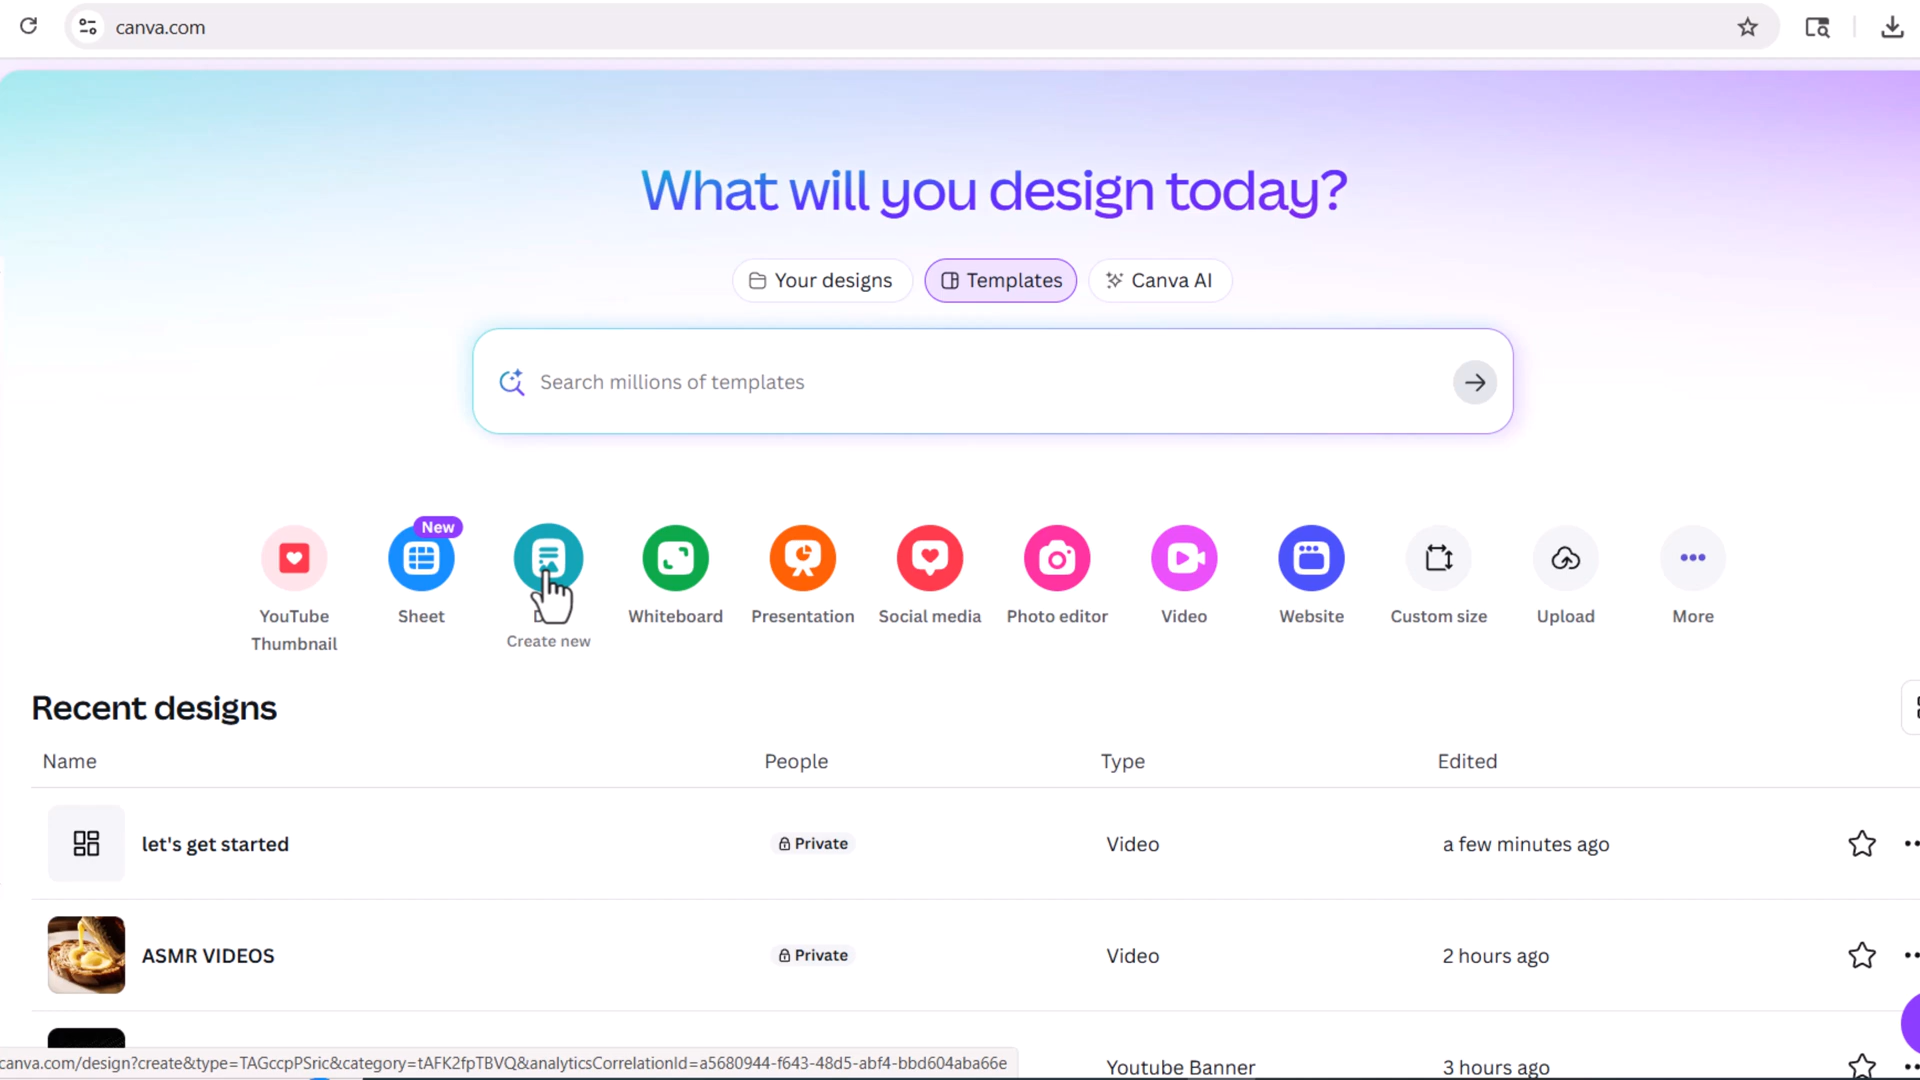 canva.com
What will you design today?
Your designs
Templates
Canva AI
Search millions of templates
New
YouTube
Thumbnail
Sheet
Create new
Whiteboard
Presentation
Social media
Photo editor
Video
Website
Custom size
Upload
More
Recent designs
Name People Type Edited
let's get started Private Video a few minutes ago
ASMR VIDEOS Private Video 2 hours ago
Youtube Banner 3 hours ago
canva.com/design?create&type=TAGccpPSric&category=tAFK2fpTBVQ&analyticsCorrelationId=a5680944-f643-48d5-abf4-bbd604aba66e